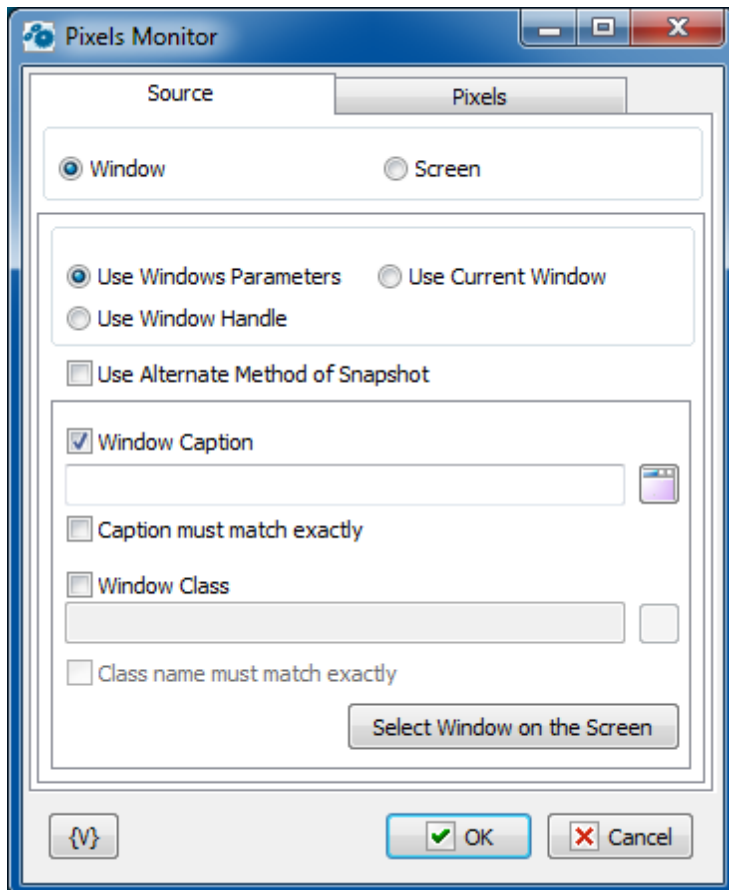 Pixels Monitor
Source Pixels
Window Screen
Use Windows Parameters Use Current Window
Use Window Handle
Use Alternate Method of Snapshot
Window Caption
Caption must match exactly
Window Class
Class name must match exactly
Select Window on the Screen
{V} OK Cancel